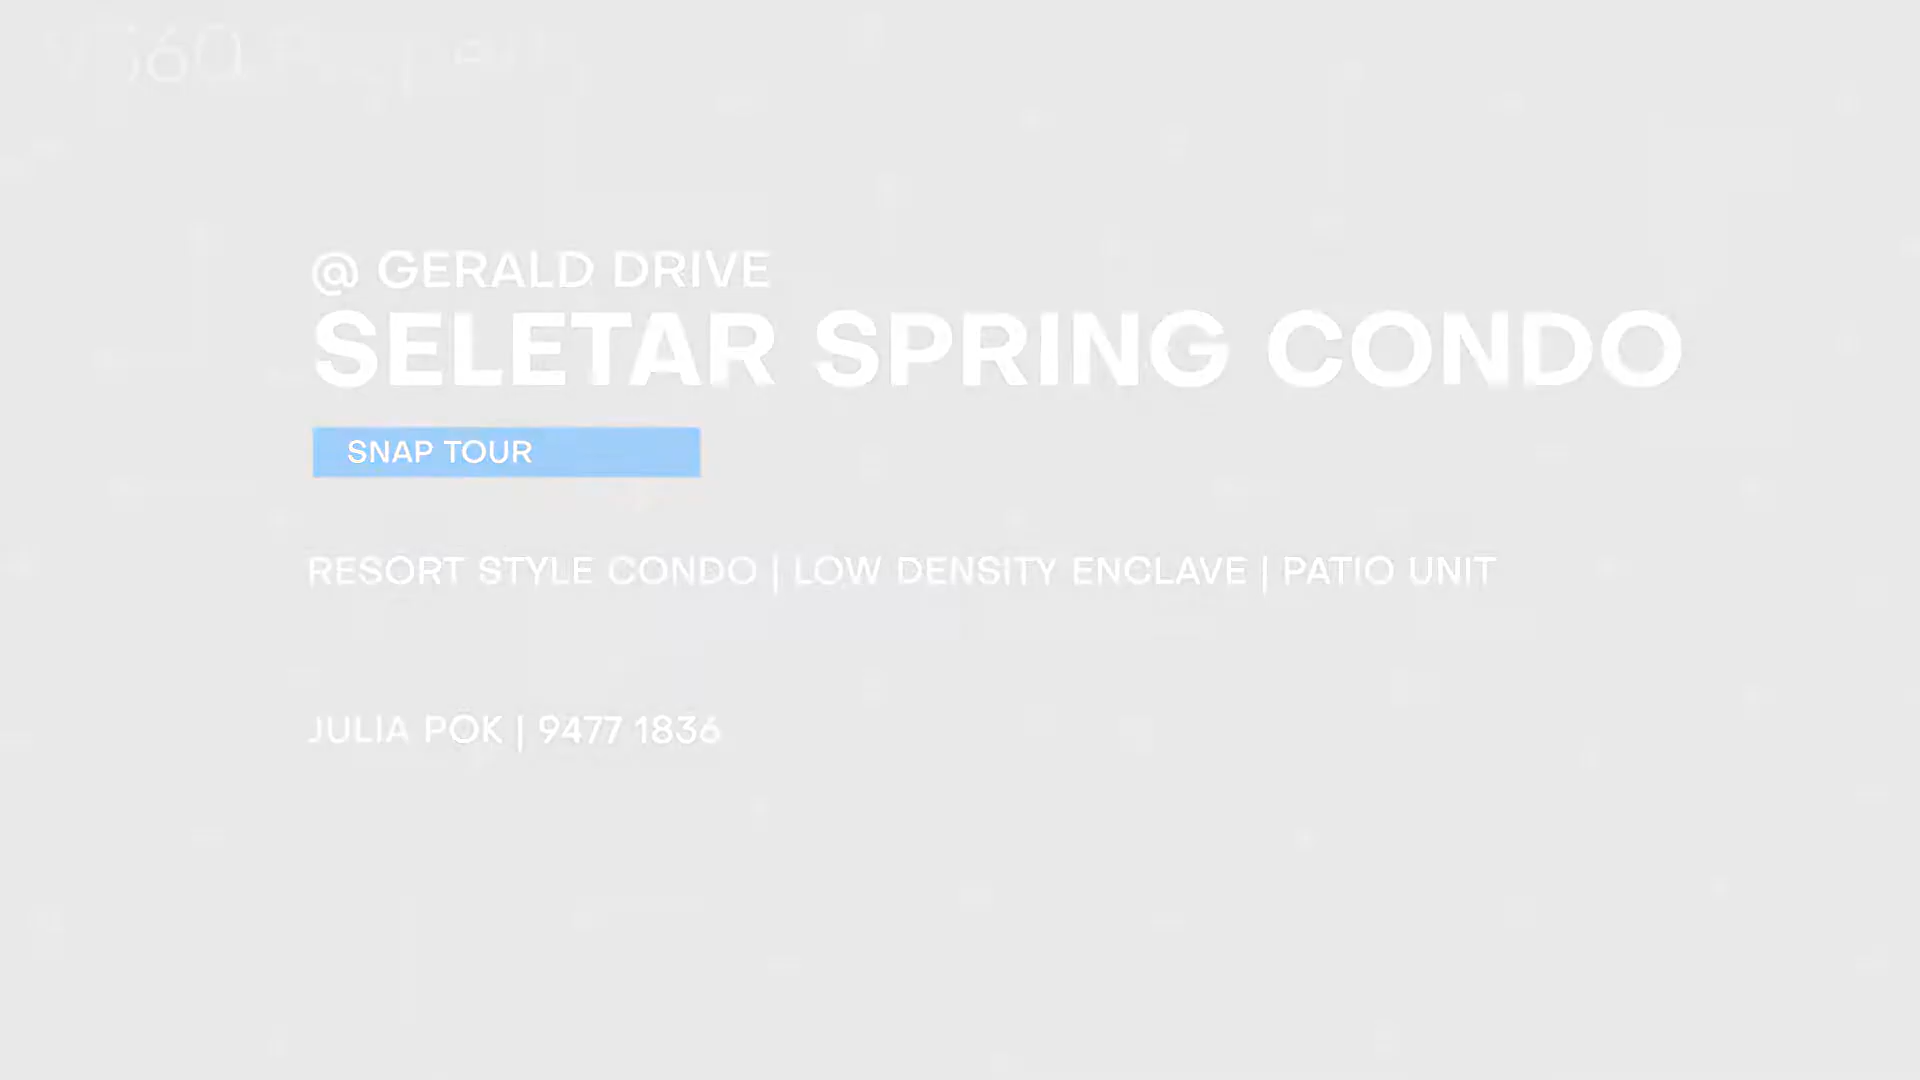 @ GERALD DRIVE
SELETAR SPRING CONDO
SNAP TOUR
RESORT STYLE CONDO | LOW DENSITY ENCLAVE | PATIO UNIT
JULIA POK | 9477 1836